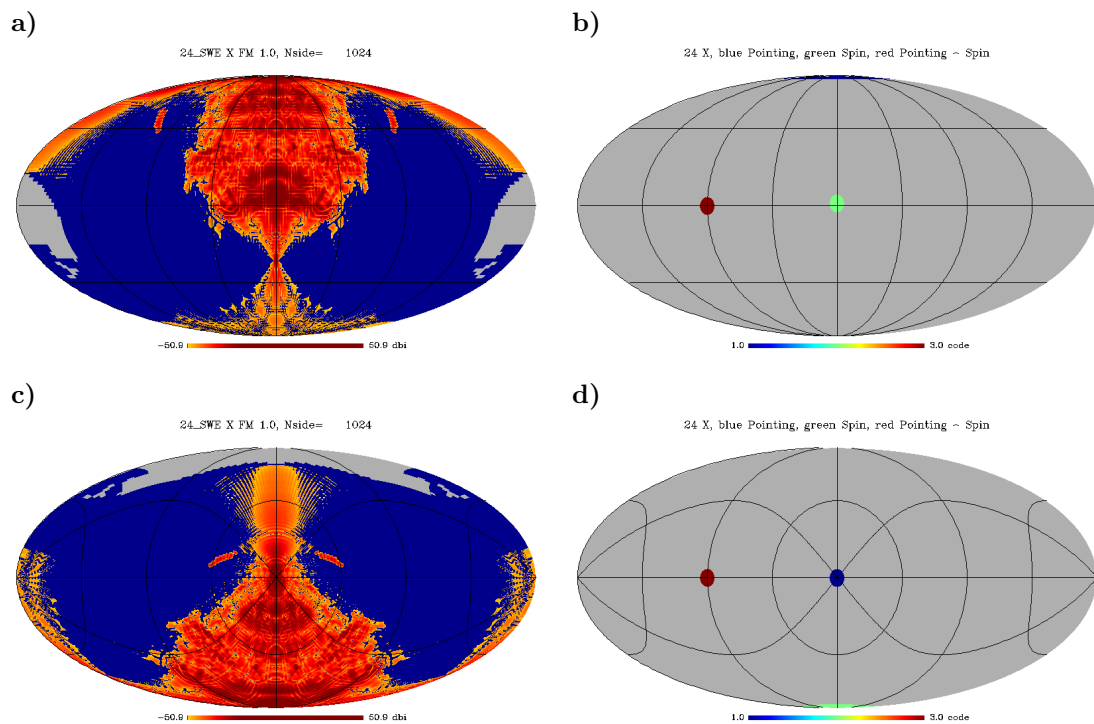 a)
24_SWE X FM 1.0, Nside= 1024
-50.9 50.9 dbi
b)
24 X, blue Pointing, green Spin, red Pointing ~ Spin
1.0 3.0 code
c)
24_SWE X FM 1.0, Nside= 1024
-50.9 50.9 dbi
d)
24 X, blue Pointing, green Spin, red Pointing ~ Spin
1.0 3.0 code